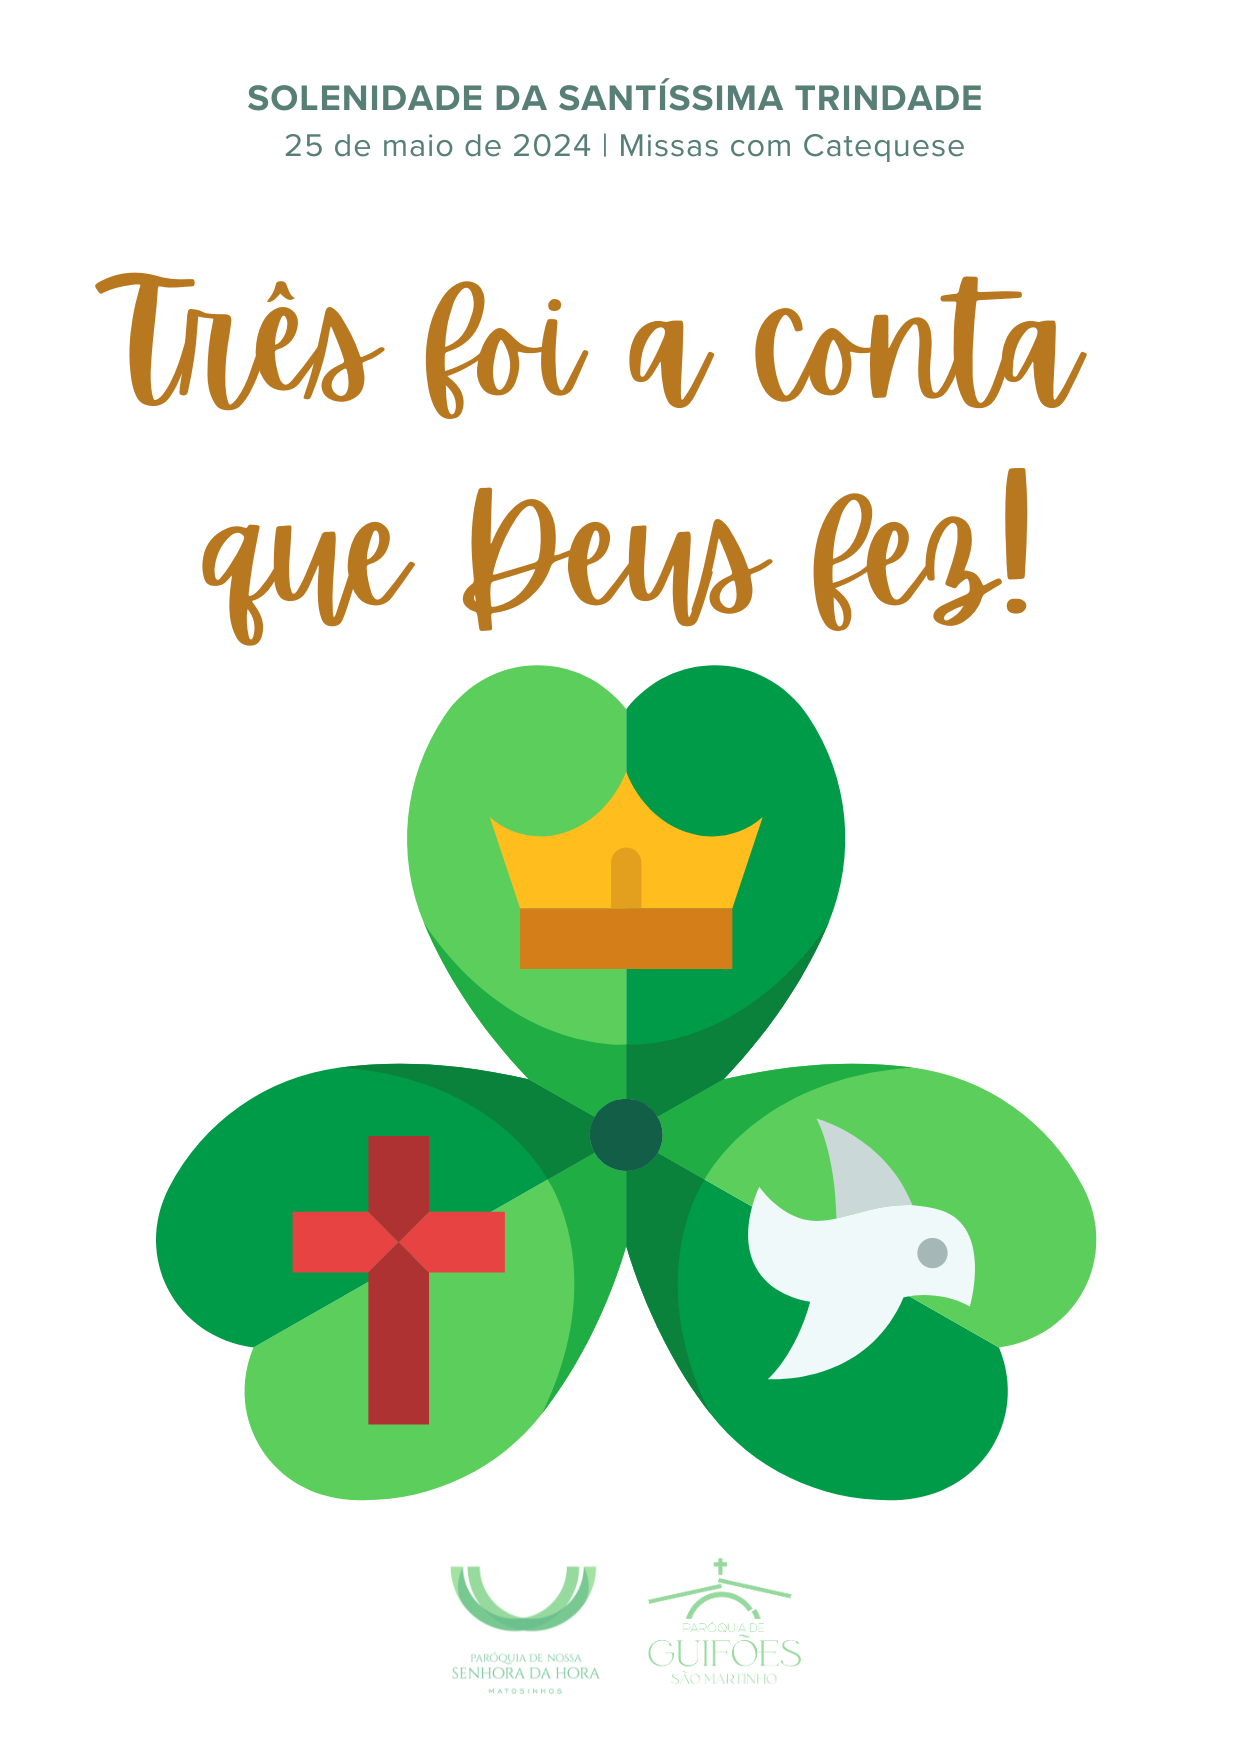 SOLENIDADE DA SANTÍSSIMA TRINDADE
25 de maio de 2024 | Missas com Catequese
Três foi a conta
que Deus fez!
PARÓQUIA DE NOSSA
SENHORA DA HORA
MATOSINHOS
PARÓQUIA DE
GUIFÕES
SÃO MARTINHO